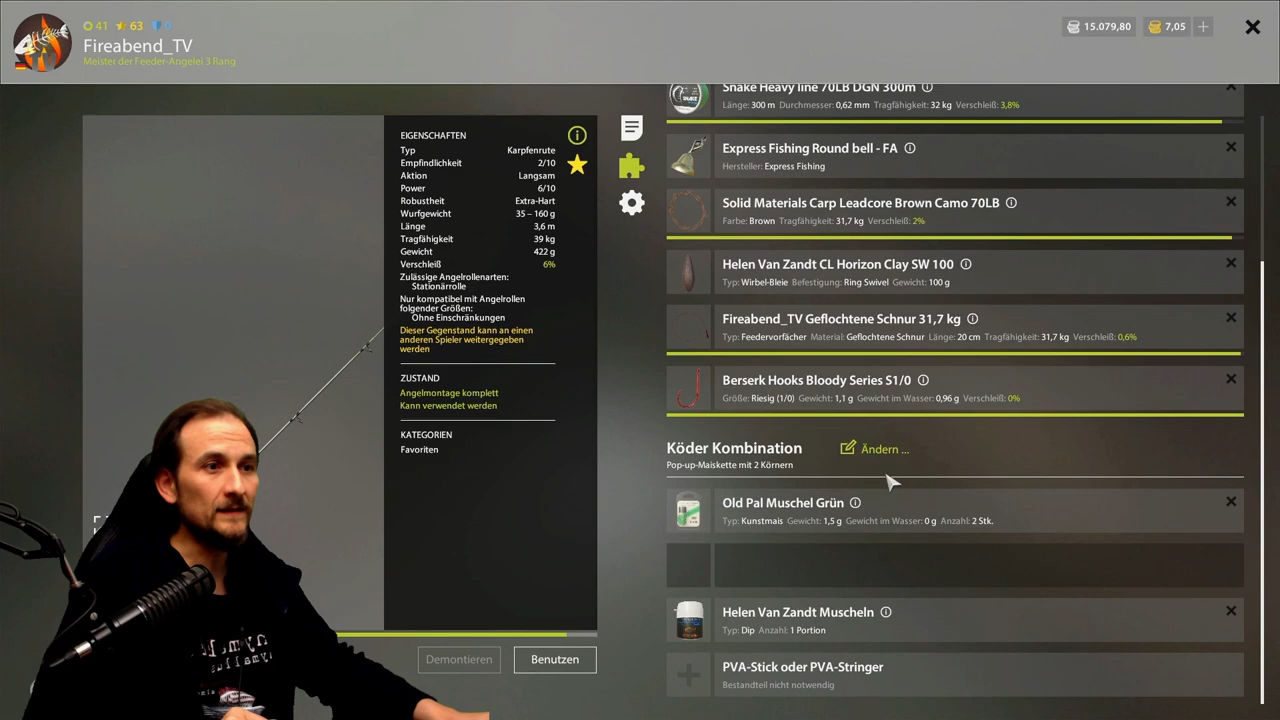 41 63 0
Fireabend_TV
Meister der Feeder-Angelei 3 Rang
15.079,80
7,05
EIGENSCHAFTEN
Typ Karpfenrute
Empfindlichkeit 2/10
Aktion Langsam
Power 6/10
Robustheit Extra-Hart
Wurfgewicht 35 – 160 g
Länge 3,6 m
Tragfähigkeit 39 kg
Gewicht 422 g
Verschleiß 6%
Zulässige Angelrollenarten:
Stationärrolle
Nur kompatibel mit Angelrollen
folgender Größen:
Ohne Einschränkungen
Dieser Gegenstand kann an einen
anderen Spieler weitergegeben
werden
ZUSTAND
Angelmontage komplett
Kann verwendet werden
KATEGORIEN
Favoriten
Demontieren
Benutzen
Snake Heavy line 70LB DGN 300m
Länge: 300 m Durchmesser: 0,62 mm Tragfähigkeit: 32 kg Verschleiß: 3,8%
Express Fishing Round bell - FA
Hersteller: Express Fishing
Solid Materials Carp Leadcore Brown Camo 70LB
Farbe: Brown Tragfähigkeit: 31,7 kg Verschleiß: 2%
Helen Van Zandt CL Horizon Clay SW 100
Typ: Wirbel-Bleie Befestigung: Ring Swivel Gewicht: 100 g
Fireabend_TV Geflochtene Schnur 31,7 kg
Typ: Feedervorfächer Material: Geflochtene Schnur Länge: 20 cm Tragfähigkeit: 31,7 kg Verschleiß: 0,6%
Berserk Hooks Bloody Series S1/0
Größe: Riesig (1/0) Gewicht: 1,1 g Gewicht im Wasser: 0,96 g Verschleiß: 0%
Köder Kombination
Ändern ...
Pop-up-Maiskette mit 2 Körnern
Old Pal Muschel Grün
Typ: Kunstmais Gewicht: 1,5 g Gewicht im Wasser: 0 g Anzahl: 2 Stk.
Helen Van Zandt Muscheln
Typ: Dip Anzahl: 1 Portion
PVA-Stick oder PVA-Stringer
Bestandteil nicht notwendig